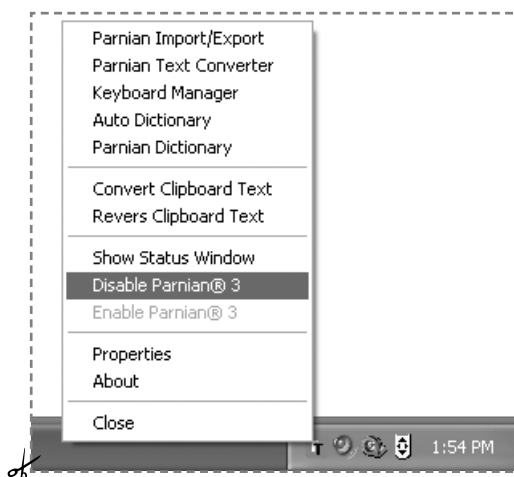 Parnian Import/Export
Parnian Text Converter
Keyboard Manager
Auto Dictionary
Parnian Dictionary
Convert Clipboard Text
Revers Clipboard Text
Show Status Window
Disable Parnian® 3
Enable Parnian® 3
Properties
About
Close
1:54 PM